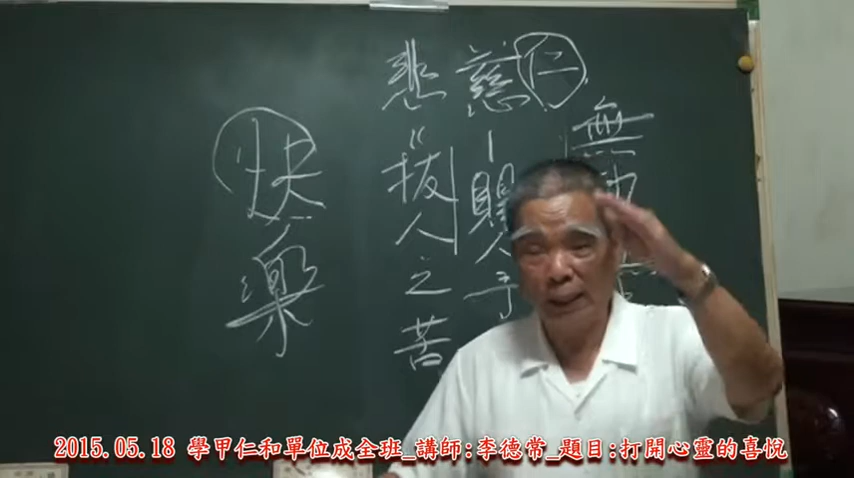 無
仁
慈
賜人予
悲
拔人之苦
快樂
2015.05.18 學甲仁和單位成全班_講師:李德常_題目:打開心靈的喜悅